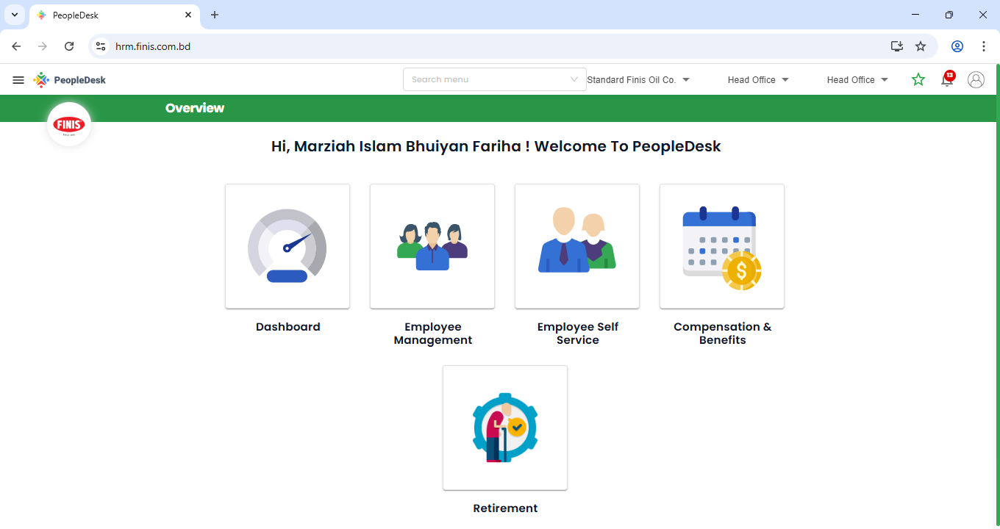 PeopleDesk
hrm.finis.com.bd
PeopleDesk
Search menu
Standard Finis Oil Co.
Head Office
Head Office
13
FINIS
Overview
Hi, Marziah Islam Bhuiyan Fariha ! Welcome To PeopleDesk
$
Dashboard
Employee
Management
Employee Self
Service
Compensation &
Benefits
Retirement